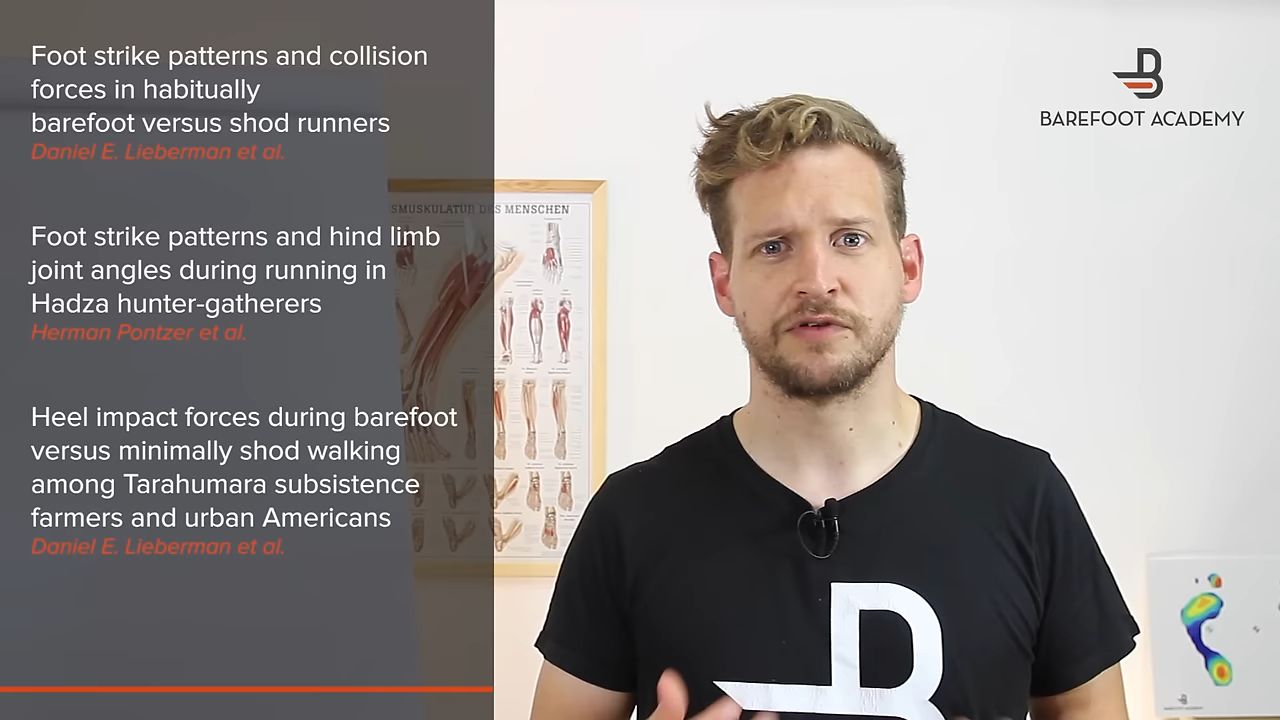 Foot strike patterns and collision
forces in habitually
barefoot versus shod runners
Daniel E. Lieberman et al.
Foot strike patterns and hind limb
joint angles during running in
Hadza hunter-gatherers
Herman Pontzer et al.
Heel impact forces during barefoot
versus minimally shod walking
among Tarahumara subsistence
farmers and urban Americans
Daniel E. Lieberman et al.
SMUSKULATUR DES MENSCHEN
B
BAREFOOT ACADEMY
B
BAREFOOT ACADEMY